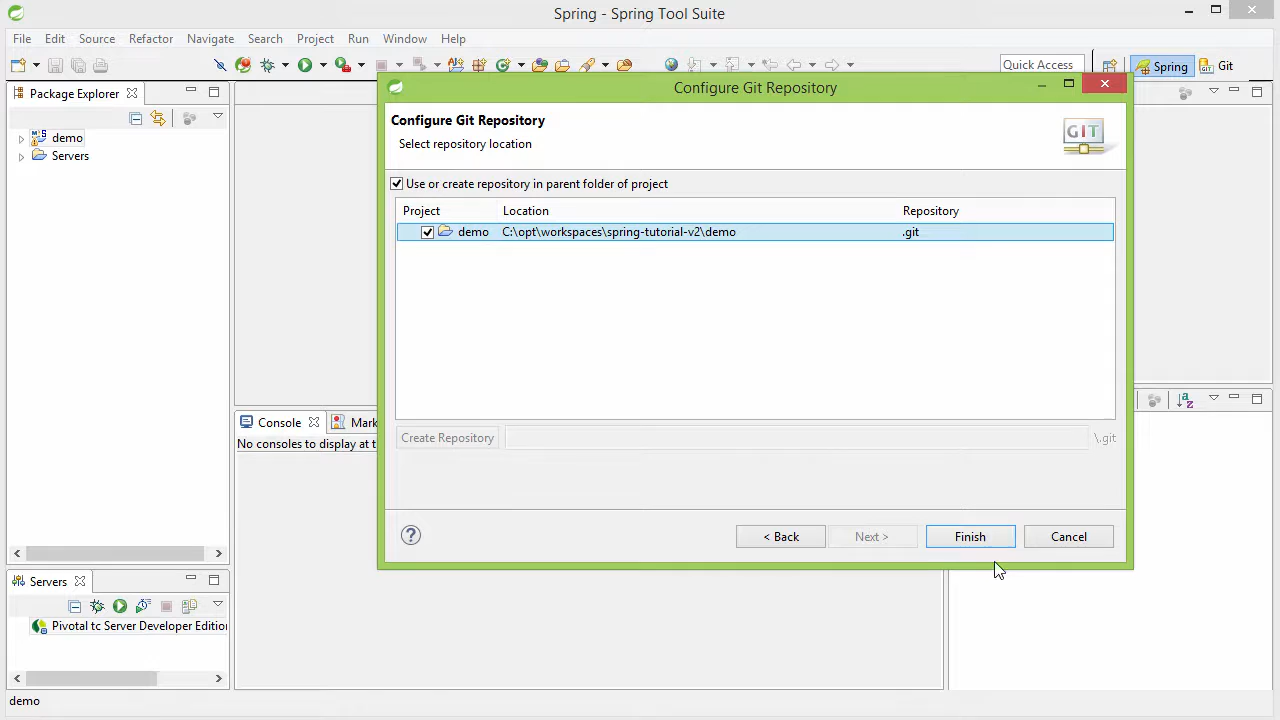 Spring - Spring Tool Suite
File Edit Source Refactor Navigate Search Project Run Window Help
Quick Access
Spring
Git
Package Explorer
demo
Servers
Configure Git Repository
Configure Git Repository
Select repository location
GIT
Use or create repository in parent folder of project
Project Location Repository
demo C:\opt\workspaces\spring-tutorial-v2\demo .git
Create Repository \.git
< Back Next > Finish Cancel
Console Mark
No consoles to display at t
Servers
Pivotal tc Server Developer Edition
demo